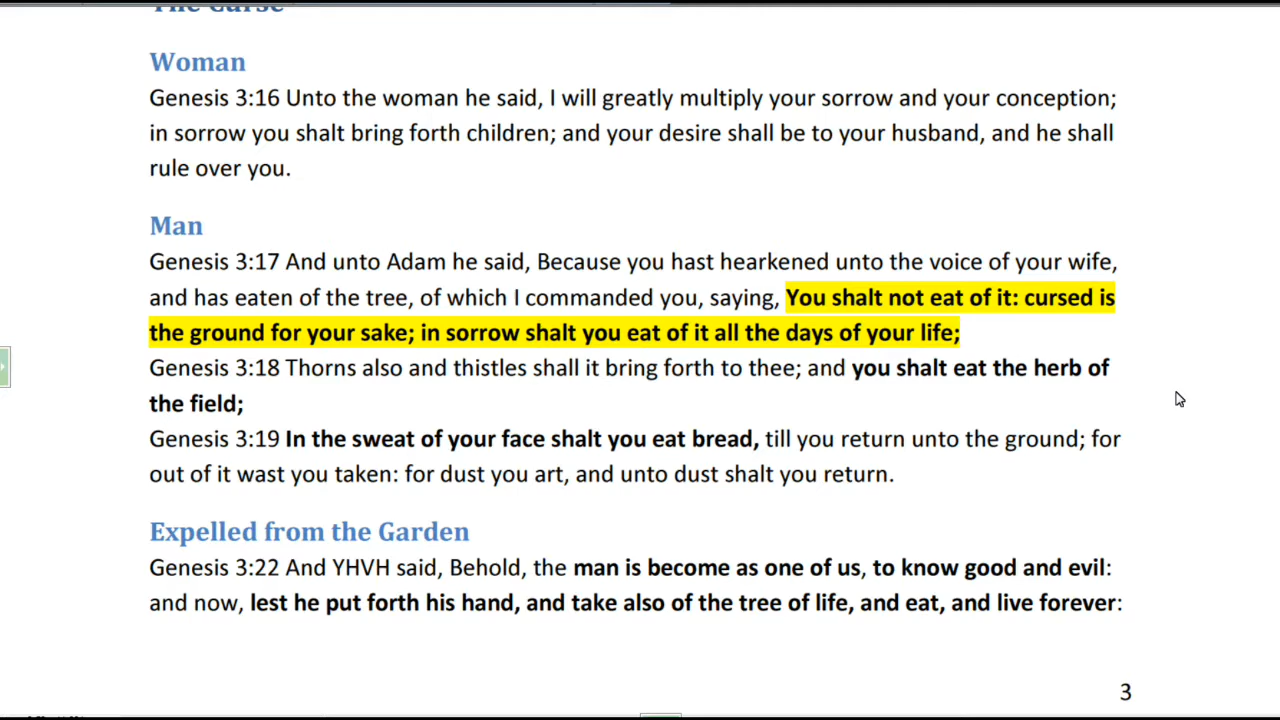 The Curse
Woman
Genesis 3:16 Unto the woman he said, I will greatly multiply your sorrow and your conception;
in sorrow you shalt bring forth children; and your desire shall be to your husband, and he shall
rule over you.
Man
Genesis 3:17 And unto Adam he said, Because you hast hearkened unto the voice of your wife,
and has eaten of the tree, of which I commanded you, saying, You shalt not eat of it: cursed is
the ground for your sake; in sorrow shalt you eat of it all the days of your life;
Genesis 3:18 Thorns also and thistles shall it bring forth to thee; and you shalt eat the herb of
the field;
Genesis 3:19 In the sweat of your face shalt you eat bread, till you return unto the ground; for
out of it wast you taken: for dust you art, and unto dust shalt you return.
Expelled from the Garden
Genesis 3:22 And YHVH said, Behold, the man is become as one of us, to know good and evil:
and now, lest he put forth his hand, and take also of the tree of life, and eat, and live forever:
3